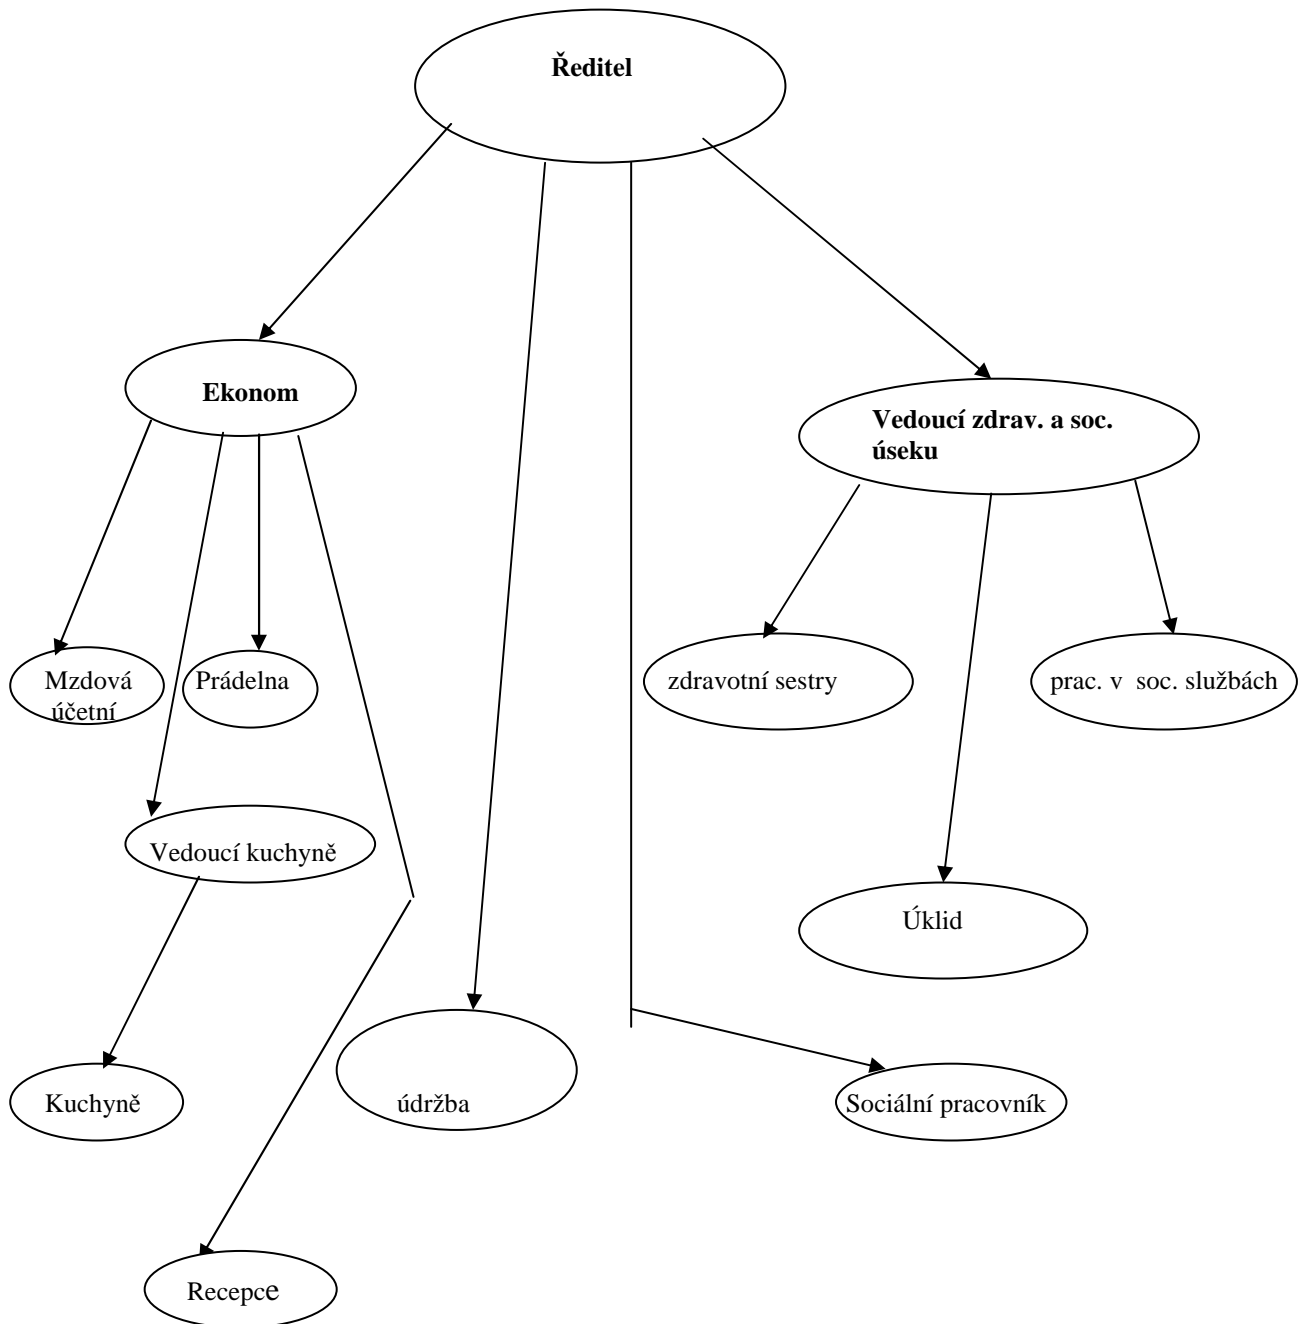 Ředitel
Ekonom
Vedoucí zdrav. a soc.
úseku
Mzdová
účetní
Prádelna
zdravotní sestry
prac. v  soc. službách
Vedoucí kuchyně
Úklid
Kuchyně
údržba
Sociální pracovník
Recepce